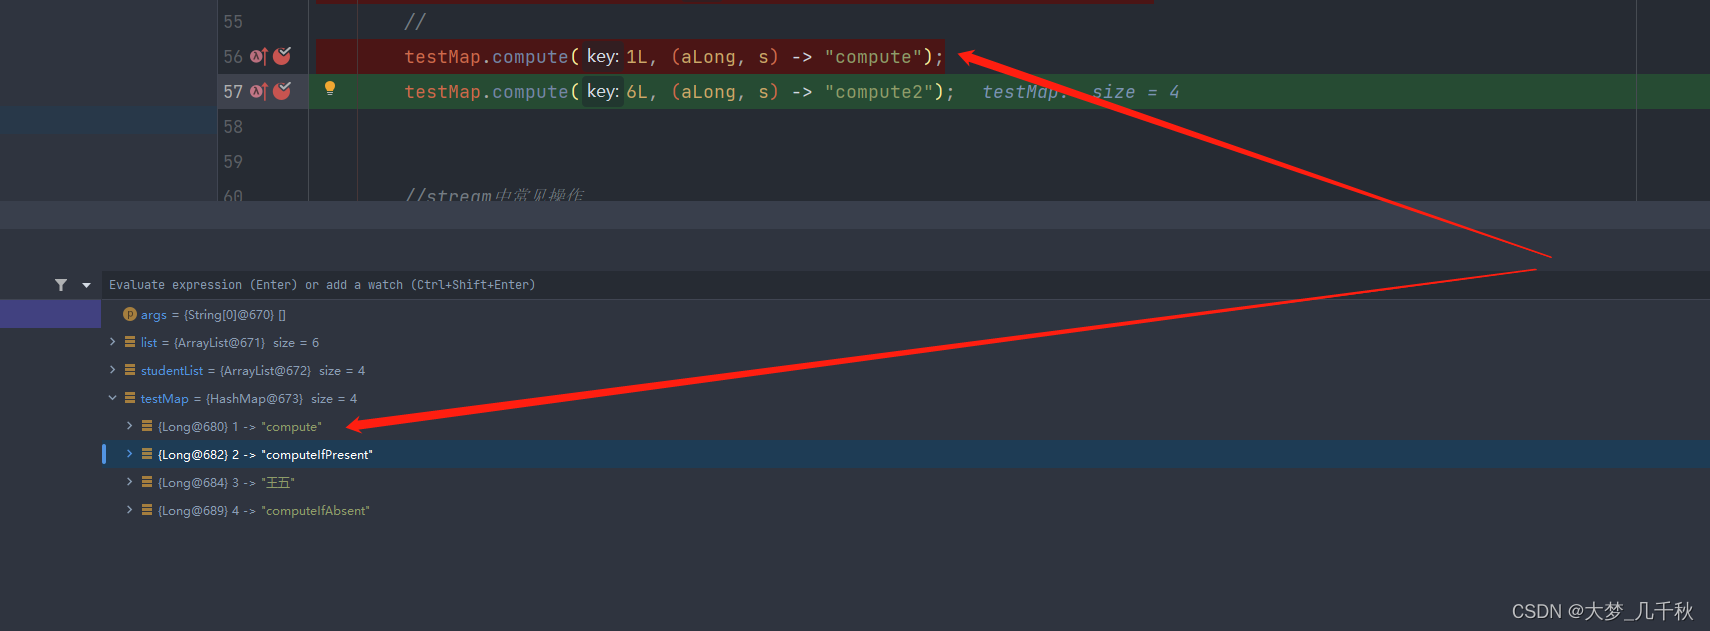 55 //
56 testMap.compute( key: 1L, (aLong, s) -> "compute");
57 testMap.compute( key: 6L, (aLong, s) -> "compute2"); testMap: size = 4
58
59
60 //stream中常见操作
Evaluate expression (Enter) or add a watch (Ctrl+Shift+Enter)
args = {String[0]@670} []
list = {ArrayList@671} size = 6
studentList = {ArrayList@672} size = 4
testMap = {HashMap@673} size = 4
{Long@680} 1 -> "compute"
{Long@682} 2 -> "computeIfPresent"
{Long@684} 3 -> "王五"
{Long@689} 4 -> "computeIfAbsent"
CSDN @大梦_几千秋